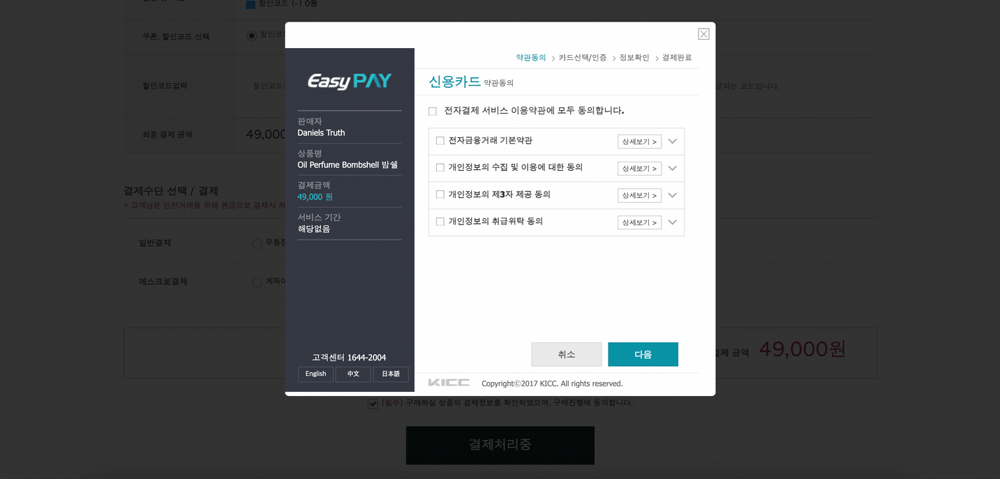 할인코드 (-) 0원
쿠폰, 할인코드 선택
할인코드입력
급되는 코드입니다.
최종 결제 금액
49,000
결제수단 선택 / 결제
※ 고객님은 안전거래를 위해 현금으로 결제시 저
일반결제
에스크로결제
약관동의 > 카드선택/인증 > 정보확인 > 결제완료
Easy PAY
판매자
Daniels Truth
상품명
Oil Perfume Bombshell 밤쉘
결제금액
49,000 원
서비스 기간
해당없음
고객센터 1644-2004
English 中文 日本語
신용카드 약관동의
전자결제 서비스 이용약관에 모두 동의합니다.
전자금융거래 기본약관 상세보기 >
개인정보의 수집 및 이용에 대한 동의 상세보기 >
개인정보의 제3자 제공 동의 상세보기 >
개인정보의 취급위탁 동의 상세보기 >
취소 다음
KICC Copyrightⓒ2017 KICC. All rights reserved.
결제 금액 49,000원
(필수) 구매하실 상품의 결제정보를 확인하였으며, 구매진행에 동의합니다.
결제처리중